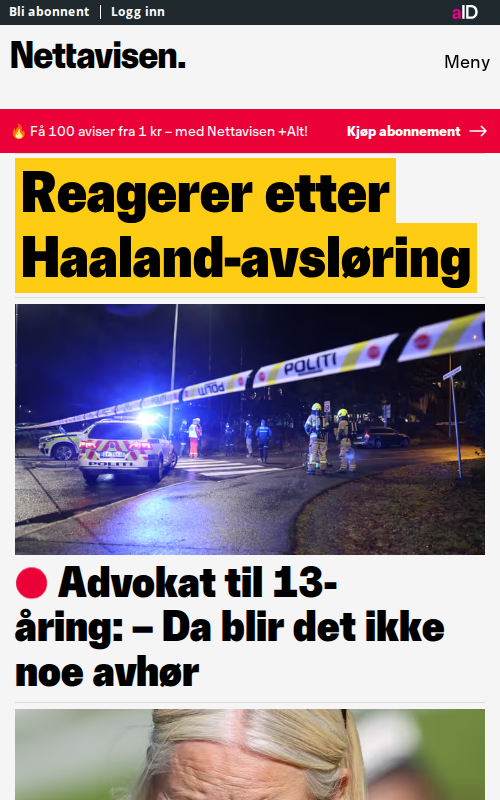 Bli abonnent | Logg inn
aID
Nettavisen.
Meny
🔥 Få 100 aviser fra 1 kr – med Nettavisen +Alt!
Kjøp abonnement →
Reagerer etter
Haaland-avsløring
POLITI
POLITI
POLITI
🔴 Advokat til 13-
åring: – Da blir det ikke
noe avhør